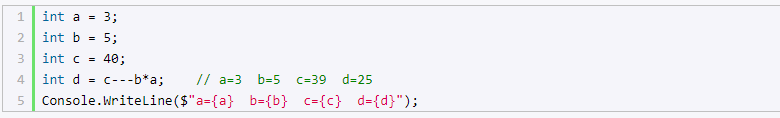 1 int a = 3;
2 int b = 5;
3 int c = 40;
4 int d = c---b*a;    // a=3  b=5  c=39  d=25
5 Console.WriteLine($"a={a}  b={b}  c={c}  d={d}");